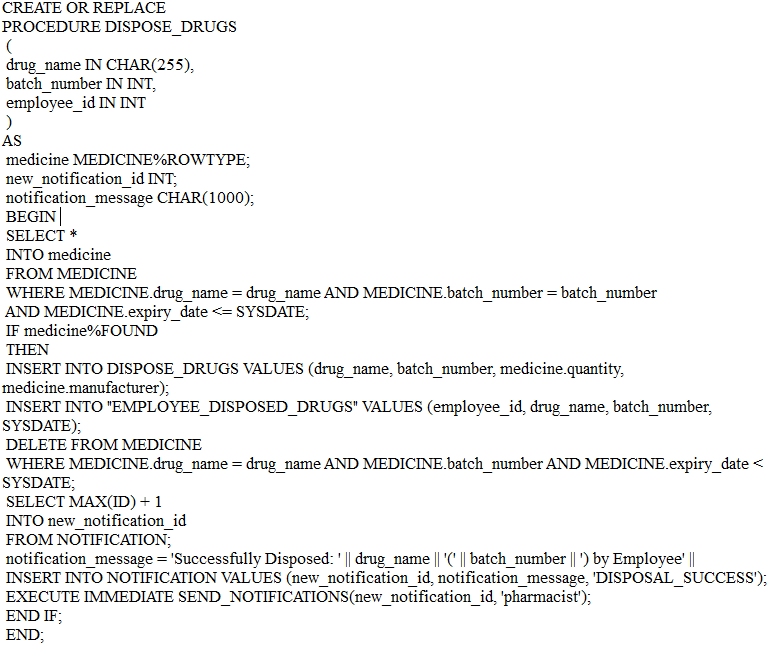 CREATE OR REPLACE
PROCEDURE DISPOSE_DRUGS
(
drug_name IN CHAR(255),
batch_number IN INT,
employee_id IN INT
)
AS
medicine MEDICINE%ROWTYPE;
new_notification_id INT;
notification_message CHAR(1000);
BEGIN
SELECT *
INTO medicine
FROM MEDICINE
WHERE MEDICINE.drug_name = drug_name AND MEDICINE.batch_number = batch_number
AND MEDICINE.expiry_date <= SYSDATE;
IF medicine%FOUND
THEN
INSERT INTO DISPOSE_DRUGS VALUES (drug_name, batch_number, medicine.quantity,
medicine.manufacturer);
INSERT INTO "EMPLOYEE_DISPOSED_DRUGS" VALUES (employee_id, drug_name, batch_number,
SYSDATE);
DELETE FROM MEDICINE
WHERE MEDICINE.drug_name = drug_name AND MEDICINE.batch_number AND MEDICINE.expiry_date <
SYSDATE;
SELECT MAX(ID) + 1
INTO new_notification_id
FROM NOTIFICATION;
notification_message = 'Successfully Disposed: ' || drug_name || '(' || batch_number || ') by Employee' ||
INSERT INTO NOTIFICATION VALUES (new_notification_id, notification_message, 'DISPOSAL_SUCCESS');
EXECUTE IMMEDIATE SEND_NOTIFICATIONS(new_notification_id, 'pharmacist');
END IF;
END;